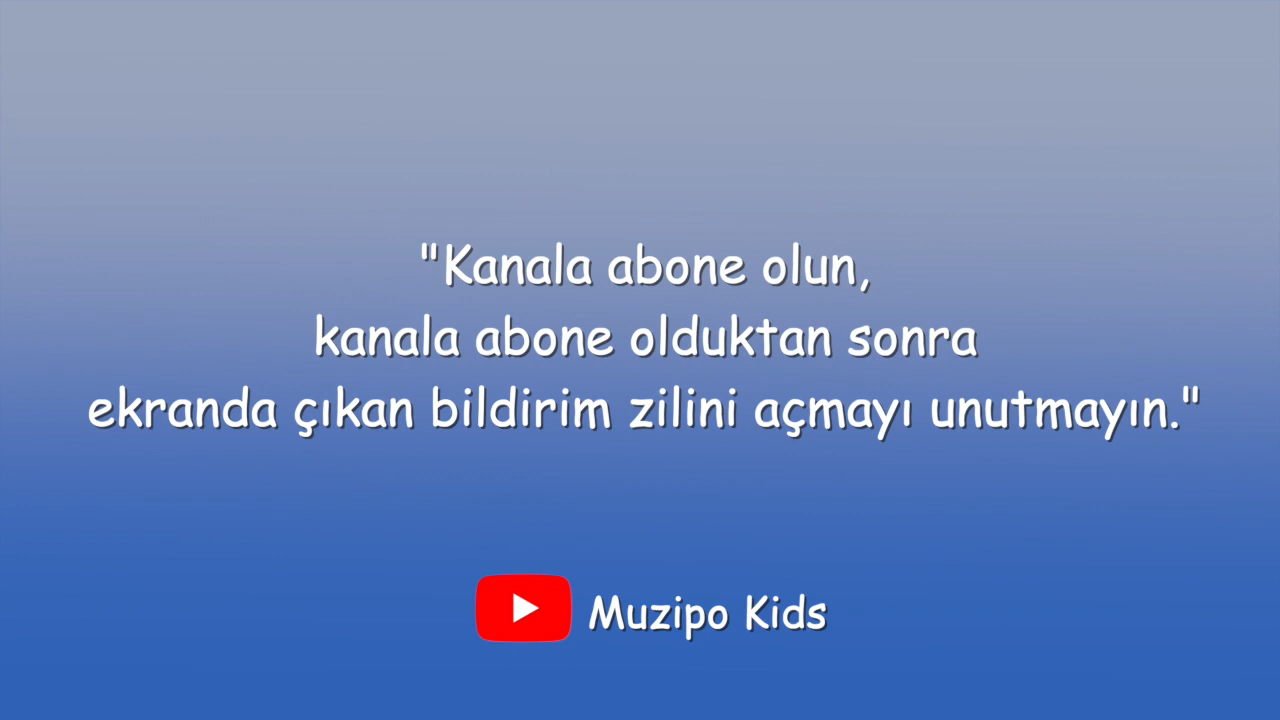 "Kanala abone olun,
kanala abone olduktan sonra
ekranda çıkan bildirim zilini açmayı unutmayın."
Muzipo Kids